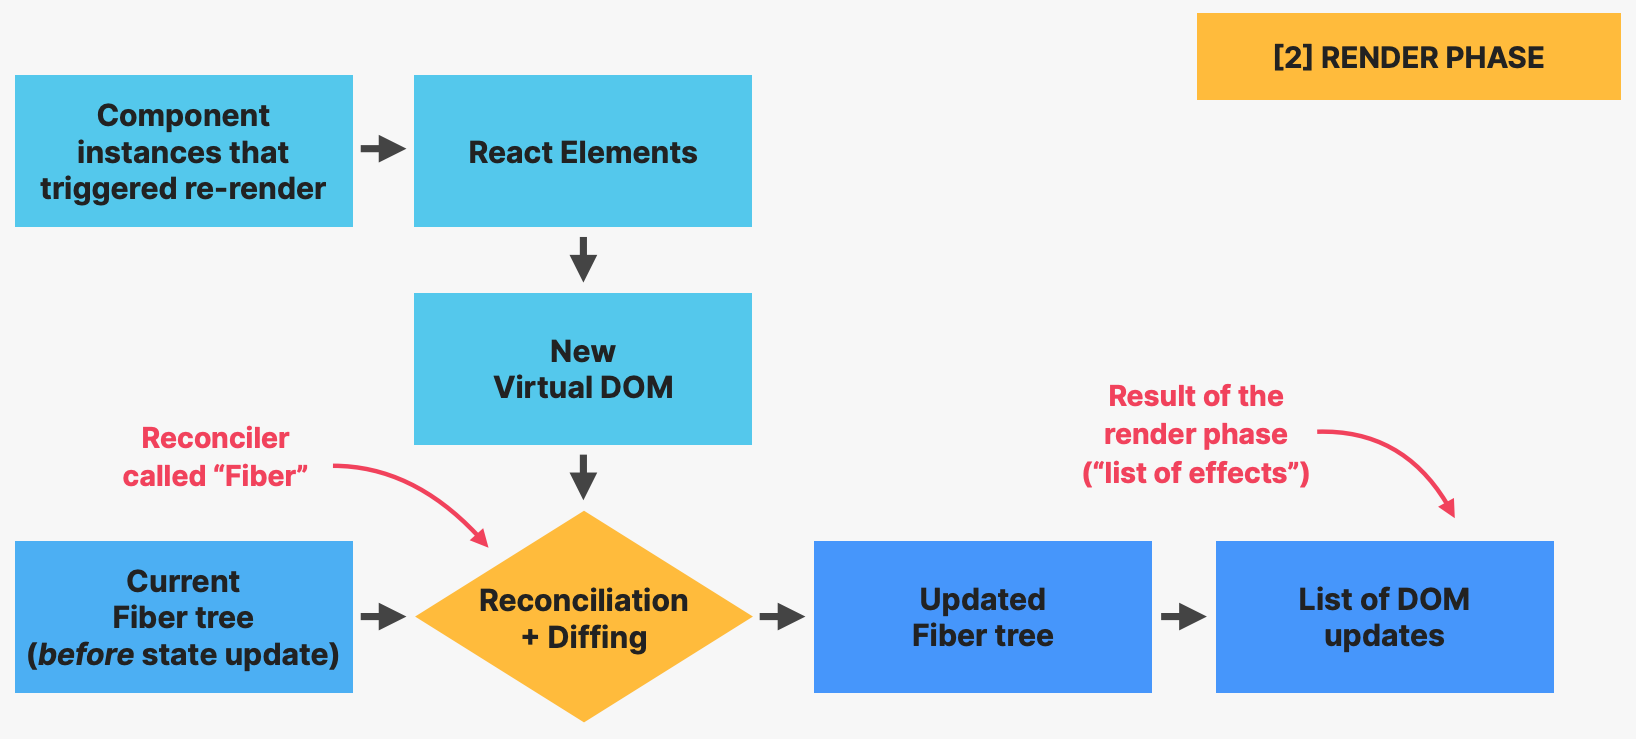 [2] RENDER PHASE
Component
instances that
triggered re-render
React Elements
New
Virtual DOM
Reconciler
called “Fiber”
Result of the
render phase
(“list of effects”)
Current
Fiber tree
(before state update)
Reconciliation
+ Diffing
Updated
Fiber tree
List of DOM
updates